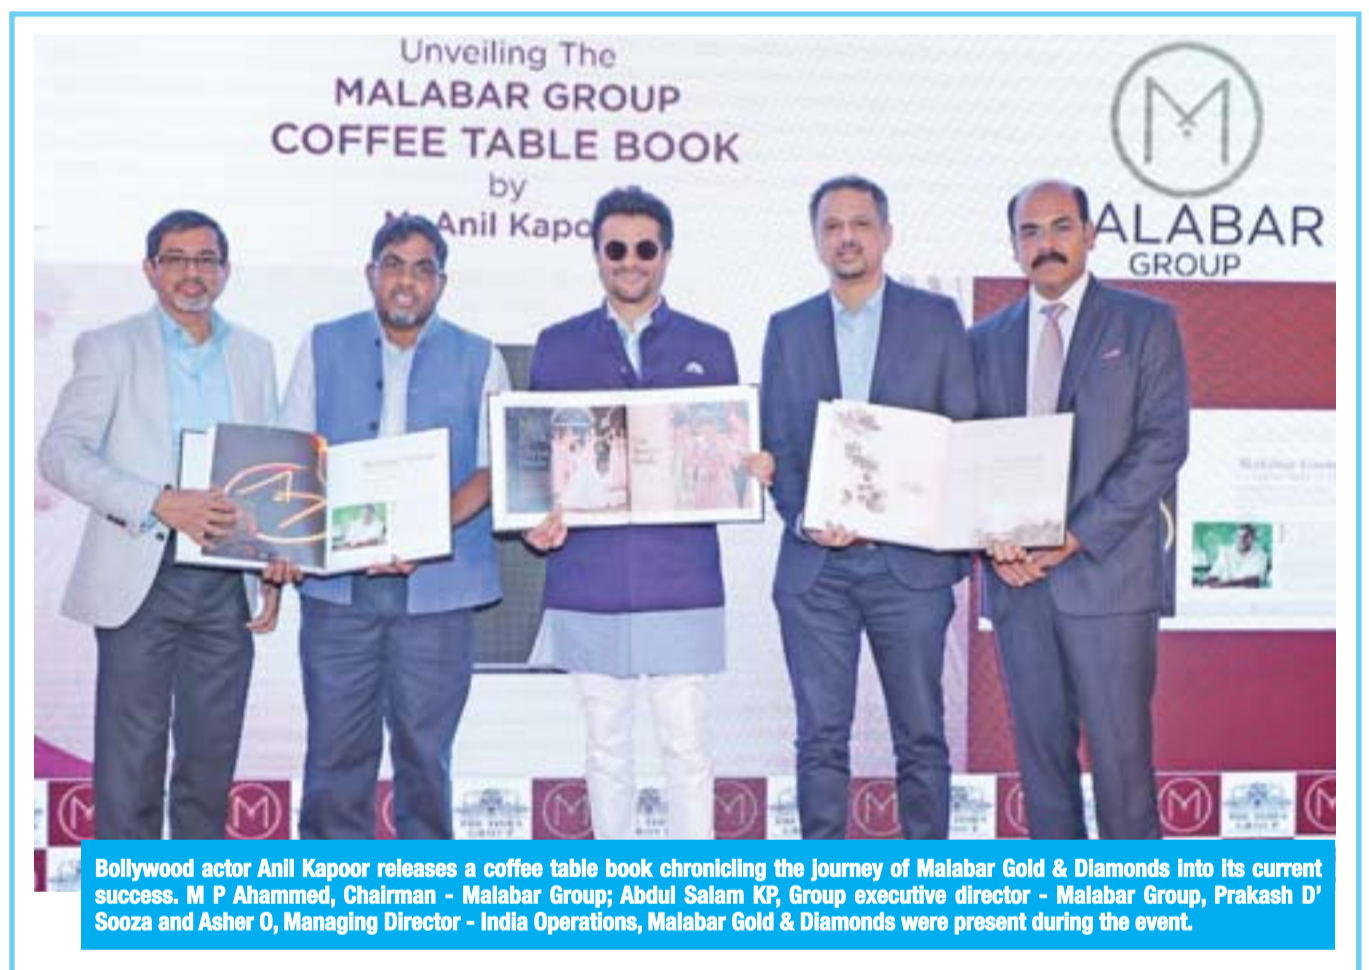 Unveiling The
MALABAR GROUP
COFFEE TABLE BOOK
by
Anil
MALABAR
GROUP
THE TIMES
GROUP
Bollywood actor Anil Kapoor releases a coffee table book chronicling the journey of Malabar Gold & Diamonds into its current
success. M P Ahammed, Chairman - Malabar Group; Abdul Salam KP, Group executive director - Malabar Group, Prakash D’
Sooza and Asher O, Managing Director - India Operations, Malabar Gold & Diamonds were present during the event.